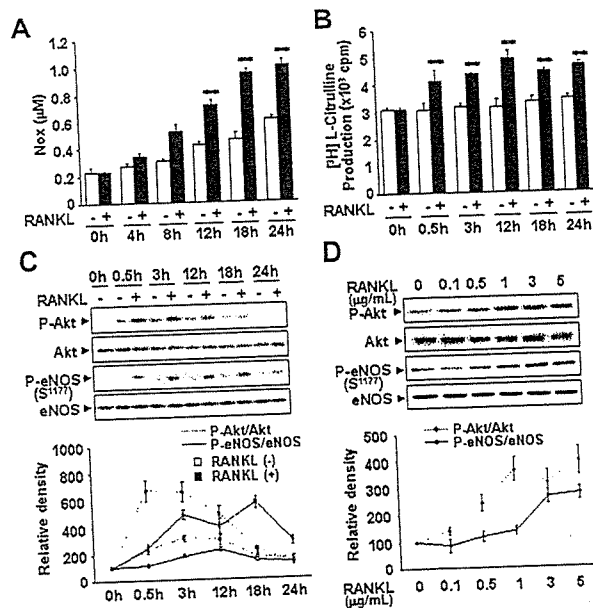 A
Nox (µM)
1.2
1.0
0.8
0.6
0.4
0.2
0
RANKL - + - + - + - + - + - +
0h 4h 8h 12h 18h 24h
B
[³H] L-Citrulline
Production (x10³ cpm)
6
5
4
3
2
1
0
RANKL - + - + - + - + - + - +
0h 0.5h 3h 12h 18h 24h
C
0h 0.5h 3h 12h 18h 24h
RANKL - - + - + - + - + - +
P-Akt
Akt
P-eNOS
(S¹¹⁷⁷)
eNOS
P-Akt/Akt
P-eNOS/eNOS
RANKL (-)
RANKL (+)
Relative density
1000
800
600
400
200
0
0h 0.5h 3h 12h 18h 24h
D
RANKL 0 0.1 0.5 1 3 5
(µg/mL)
P-Akt
Akt
P-eNOS
(S¹¹⁷⁷)
eNOS
P-Akt/Akt
P-eNOS/eNOS
Relative density
500
400
300
200
100
0
RANKL 0 0.1 0.5 1 3 5
(µg/mL)